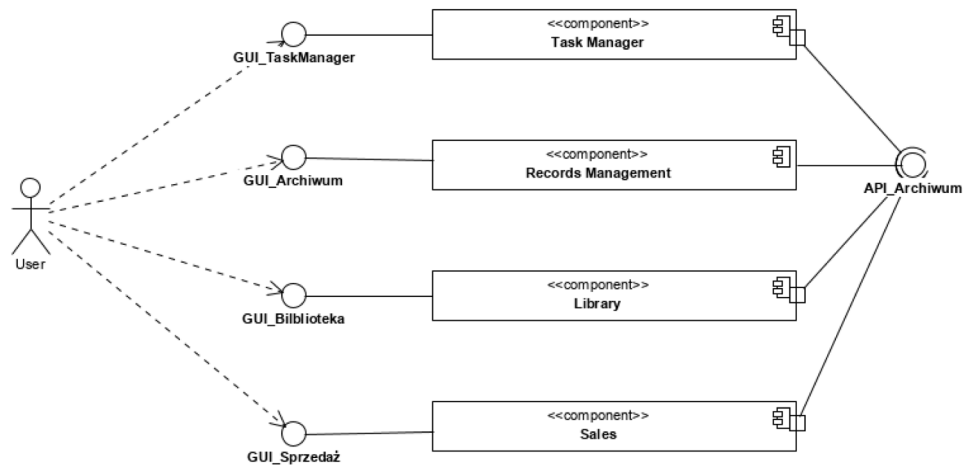 <<component>>
Task Manager
GUI_TaskManager
<<component>>
Records Management
GUI_Archiwum
API_Archiwum
User
<<component>>
Library
GUI_Bilblioteka
<<component>>
Sales
GUI_Sprzedaż